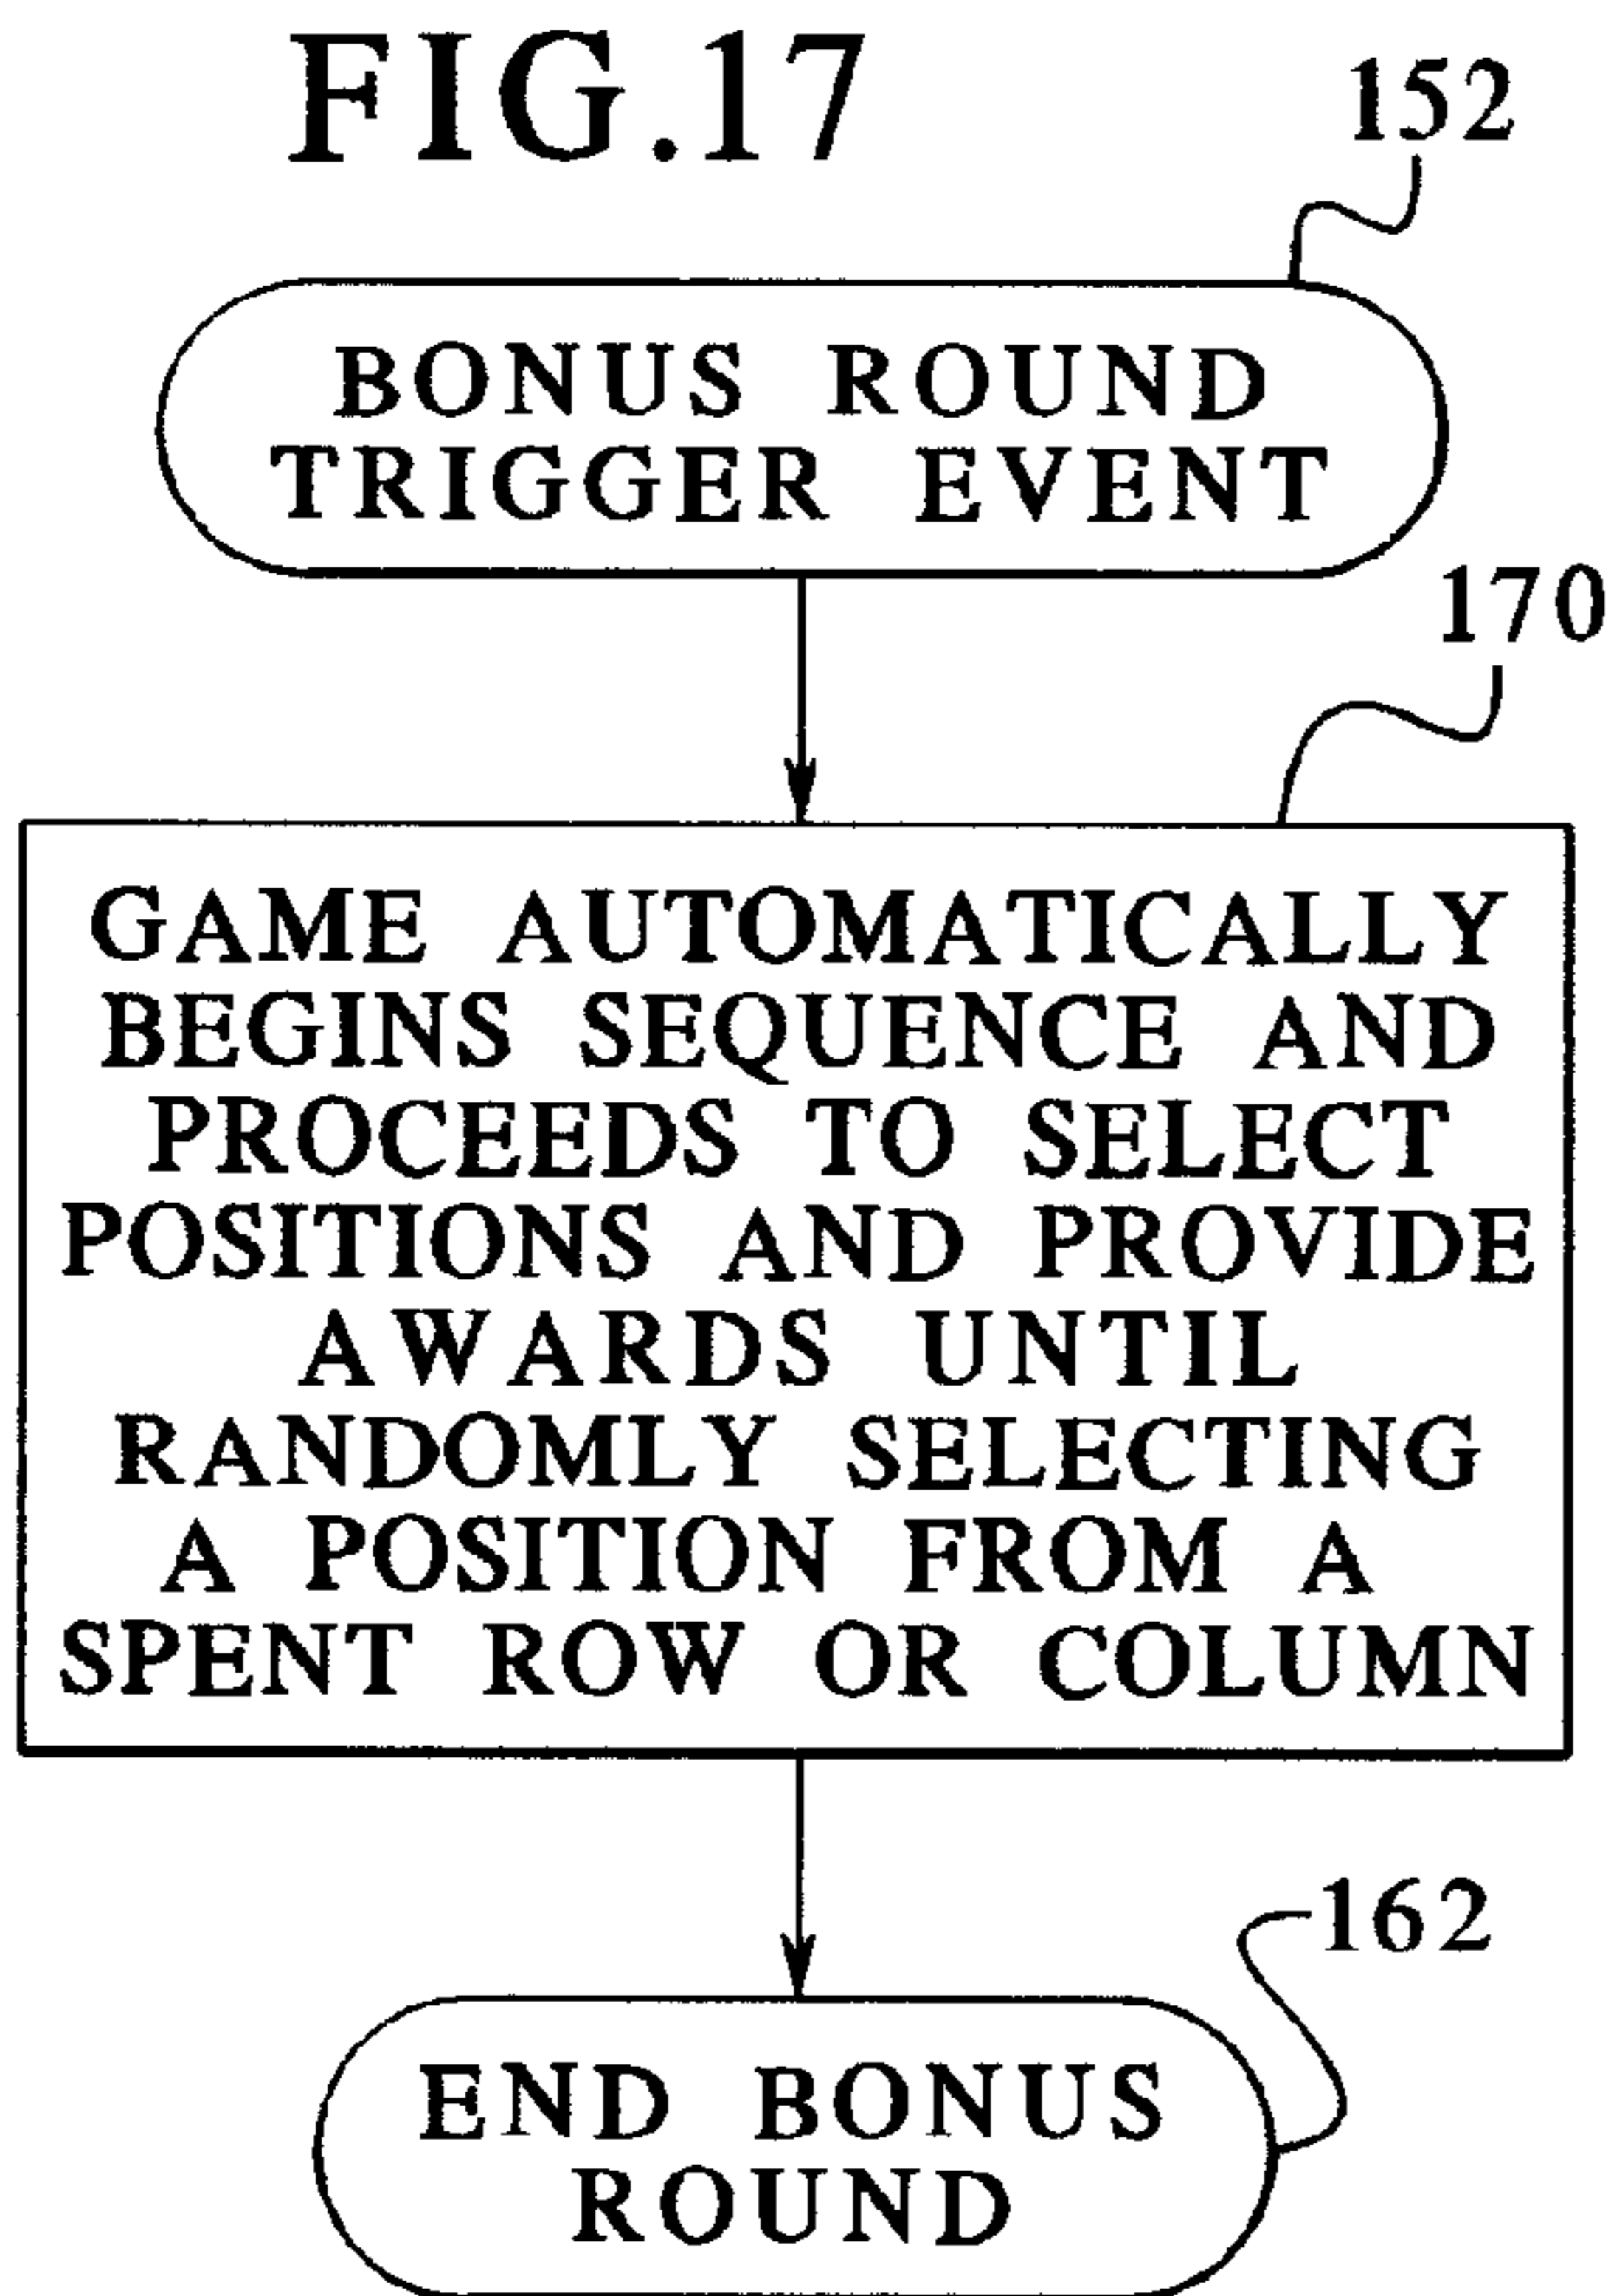 FIG.17
152
BONUS ROUND
TRIGGER EVENT
170
GAME AUTOMATICALLY
BEGINS SEQUENCE AND
PROCEEDS TO SELECT
POSITIONS AND PROVIDE
AWARDS UNTIL
RANDOMLY SELECTING
A POSITION FROM A
SPENT ROW OR COLUMN
162
END BONUS
ROUND